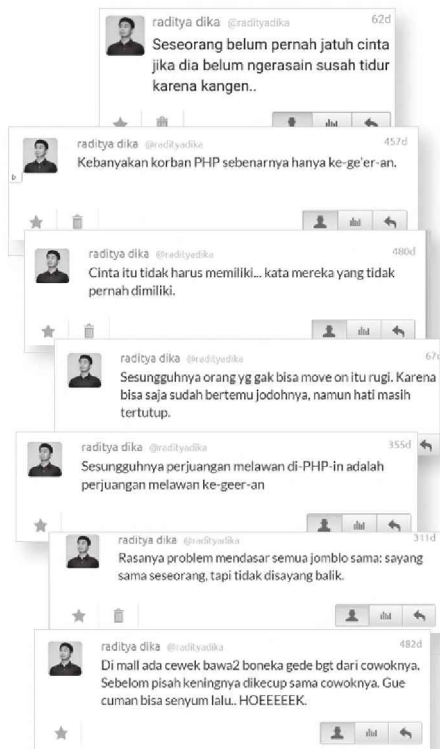 raditya dika @radityadika 62d
Seseorang belum pernah jatuh cinta
jika dia belum ngerasain susah tidur
karena kangen..
raditya dika @radityadika 457d
Kebanyakan korban PHP sebenarnya hanya ke-ge'er-an.
raditya dika @radityadika 480d
Cinta itu tidak harus memiliki... kata mereka yang tidak
pernah dimiliki.
raditya dika @radityadika 67
Sesungguhnya orang yg gak bisa move on itu rugi. Karena
bisa saja sudah bertemu jodohnya, namun hati masih
tertutup.
raditya dika @radityadika 355d
Sesungguhnya perjuangan melawan di-PHP-in adalah
perjuangan melawan ke-geer-an
raditya dika @radityadika 311d
Rasanya problem mendasar semua jomblo sama: sayang
sama seseorang, tapi tidak disayang balik.
raditya dika @radityadika 482d
Di mall ada cewek bawa2 boneka gede bgt dari cowoknya.
Sebelom pisah keningnya dikecup sama cowoknya. Gue
cuman bisa senyum lalu.. HOEEEEEK.